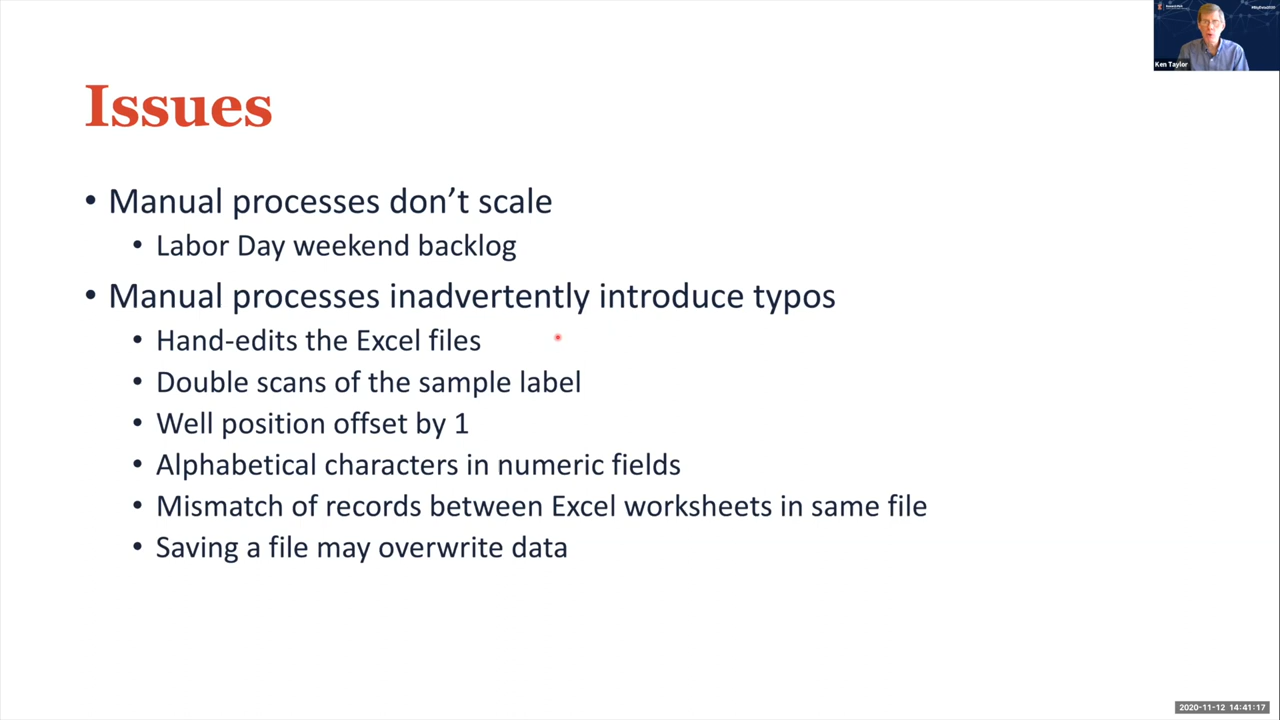 Ken Taylor
Issues
• Manual processes don't scale
• Labor Day weekend backlog
• Manual processes inadvertently introduce typos
• Hand-edits the Excel files
• Double scans of the sample label
• Well position offset by 1
• Alphabetical characters in numeric fields
• Mismatch of records between Excel worksheets in same file
• Saving a file may overwrite data
2020-11-12 14:41:17